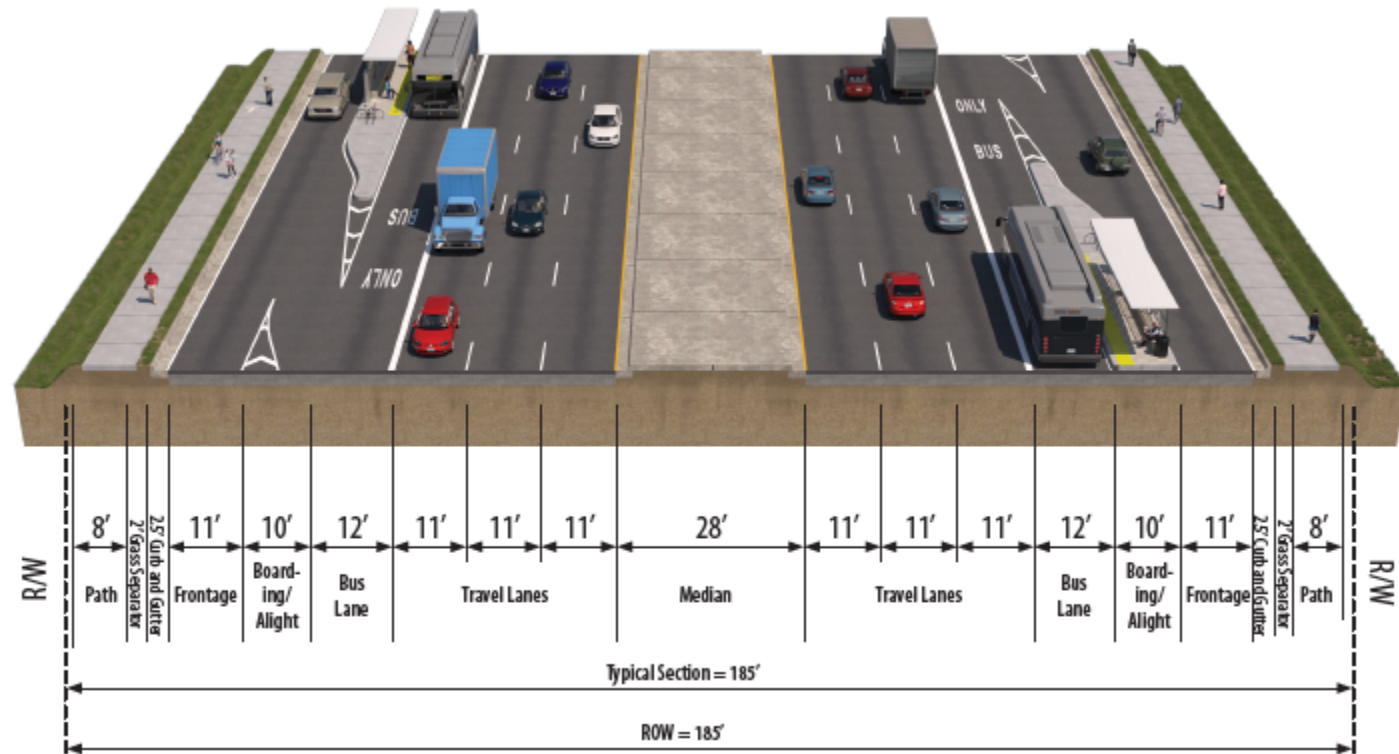 ONLY
BUS
BUS
ONLY
8’ 2’ Grass Separator 2.5’ Curb and Gutter 11’ 10’ 12’ 11’ 11’ 11’ 28’ 11’ 11’ 11’ 12’ 10’ 11’ 2.5’ Curb and Gutter 2’ Grass Separator 8’
R/W
Path
Frontage
Board-
ing/
Alight
Bus
Lane
Travel Lanes
Median
Travel Lanes
Bus
Lane
Board-
ing/
Alight
Frontage
Path
R/W
Typical Section = 185’
ROW = 185’